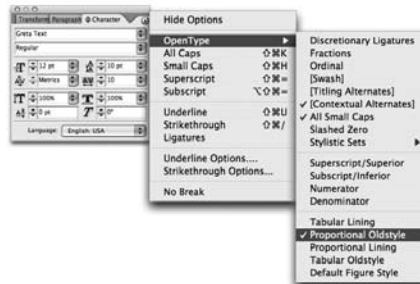 Transform Paragraph Character
Greta Text
Regular
12 pt 10 pt
Metrics 10
100% 100%
0 pt 0°
Language: English: USA
Hide Options
OpenType
All Caps ⇧⌘K
Small Caps ⇧⌘H
Superscript ⇧⌘=
Subscript ⌥⇧⌘=
Underline ⇧⌘U
Strikethrough ⇧⌘/
Ligatures
Underline Options....
Strikethrough Options...
No Break
Discretionary Ligatures
Fractions
Ordinal
[Swash]
[Titling Alternates]
✓ [Contextual Alternates]
✓ All Small Caps
Slashed Zero
Stylistic Sets
Superscript/Superior
Subscript/Inferior
Numerator
Denominator
Tabular Lining
✓ Proportional Oldstyle
Proportional Lining
Tabular Oldstyle
Default Figure Style